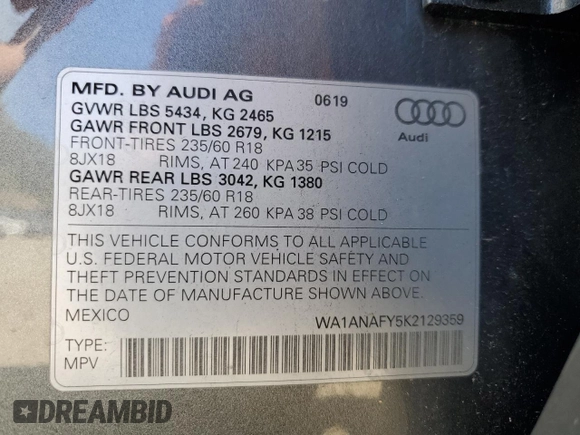 MFD. BY AUDI AG 0619
GVWR LBS 5434, KG 2465
GAWR FRONT LBS 2679, KG 1215
FRONT-TIRES 235/60 R18
8JX18 RIMS, AT 240 KPA 35 PSI COLD
GAWR REAR LBS 3042, KG 1380
REAR-TIRES 235/60 R18
8JX18 RIMS, AT 260 KPA 38 PSI COLD
Audi
THIS VEHICLE CONFORMS TO ALL APPLICABLE
U.S. FEDERAL MOTOR VEHICLE SAFETY AND
THEFT PREVENTION STANDARDS IN EFFECT ON
THE DATE OF MANUFACTURE SHOWN ABOVE.
MEXICO WA1ANAFY5K2129359
TYPE:
MPV
DREAMBID